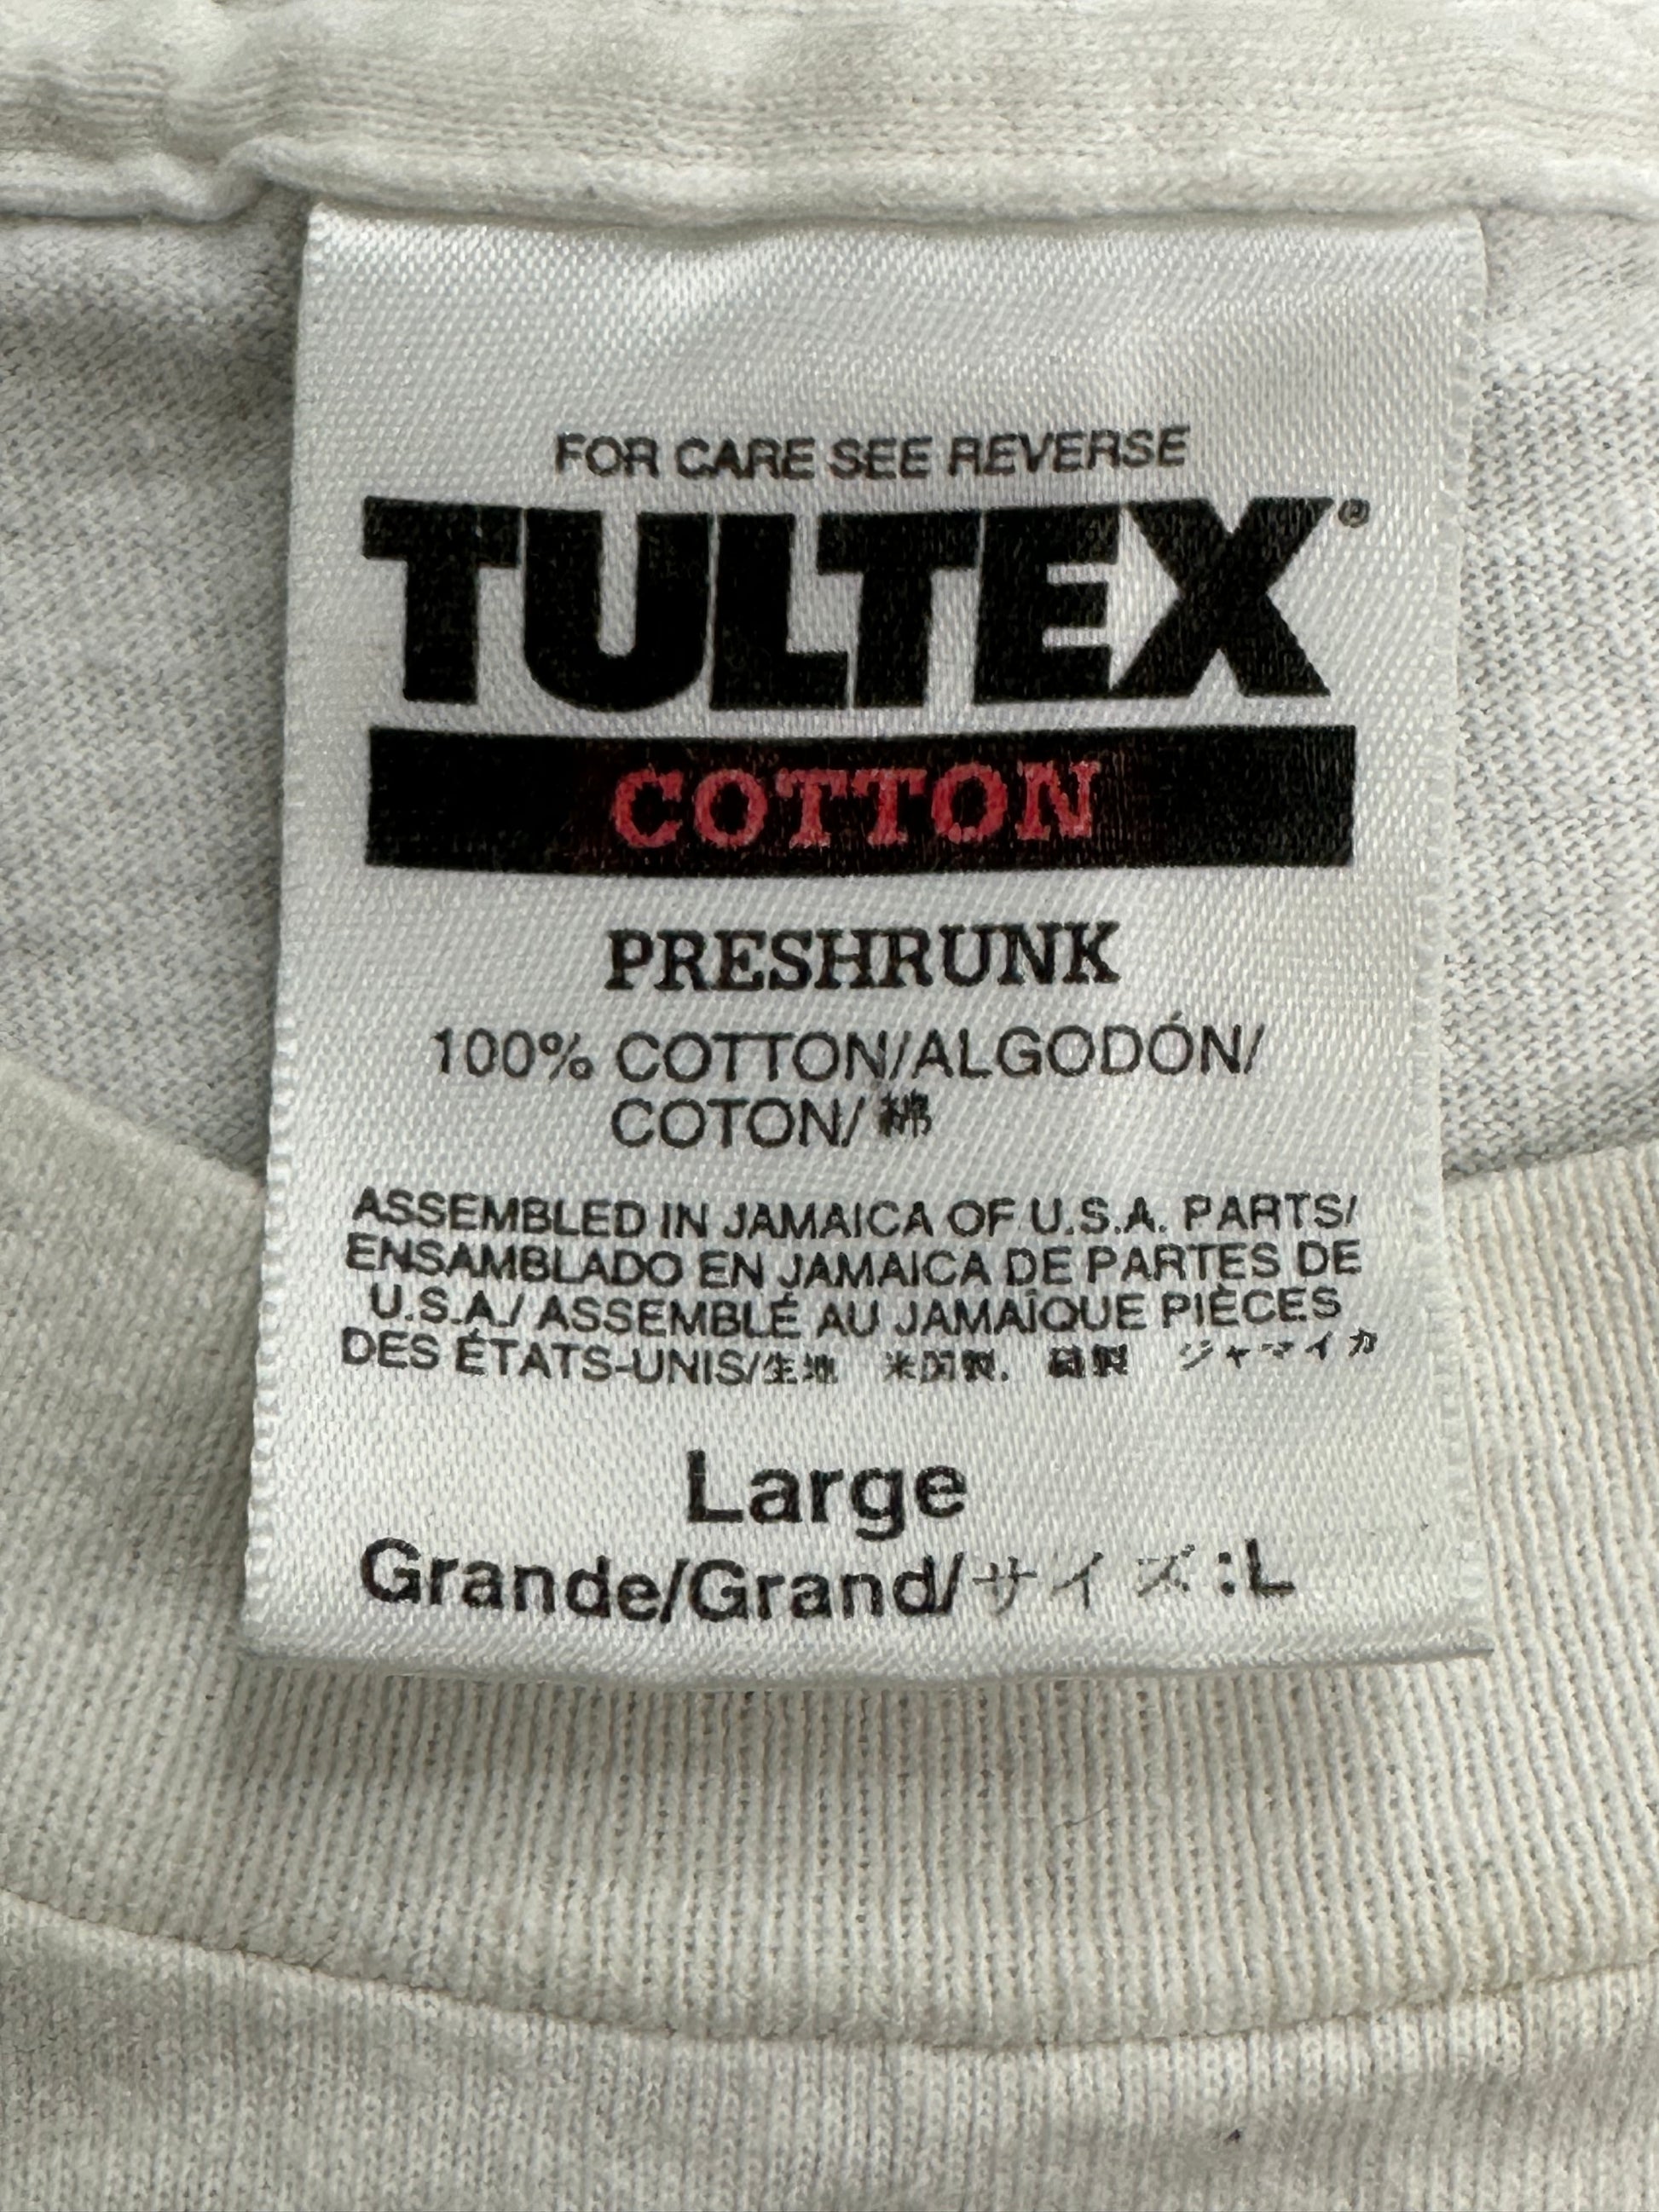 FOR CARE SEE REVERSE
TULTEX®
COTTON
PRESHRUNK
100% COTTON/ALGODÓN/
COTON/綿
ASSEMBLED IN JAMAICA OF U.S.A. PARTS/
ENSAMBLADO EN JAMAICA DE PARTES DE
U.S.A./ ASSEMBLÉ AU JAMAÏQUE PIÈCES
DES ÉTATS-UNIS/生地 米国製. 縫製 ジャマイカ
Large
Grande/Grand/サイズ:L